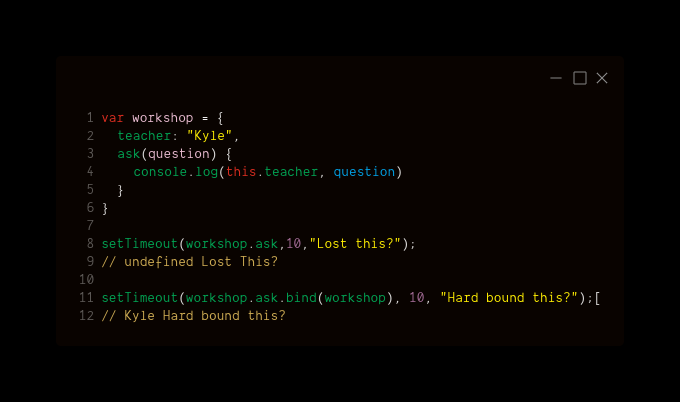 1 var workshop = {
2 teacher: "Kyle",
3 ask(question) {
4 console.log(this.teacher, question)
5 }
6 }
7
8 setTimeout(workshop.ask,10,"Lost this?");
9 // undefined Lost This?
10
11 setTimeout(workshop.ask.bind(workshop), 10, "Hard bound this?");[
12 // Kyle Hard bound this?